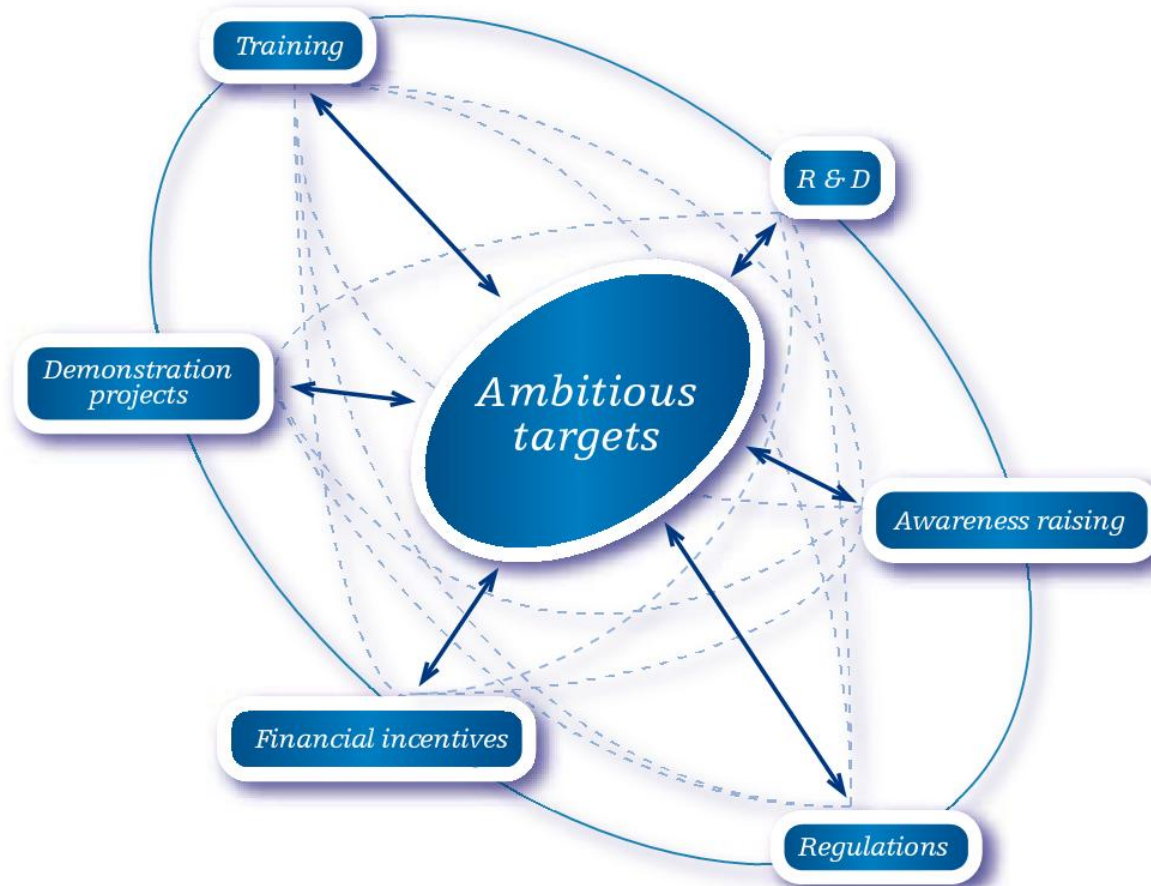 Training
R & D
Demonstration
projects
Ambitious
targets
Awareness raising
Financial incentives
Regulations